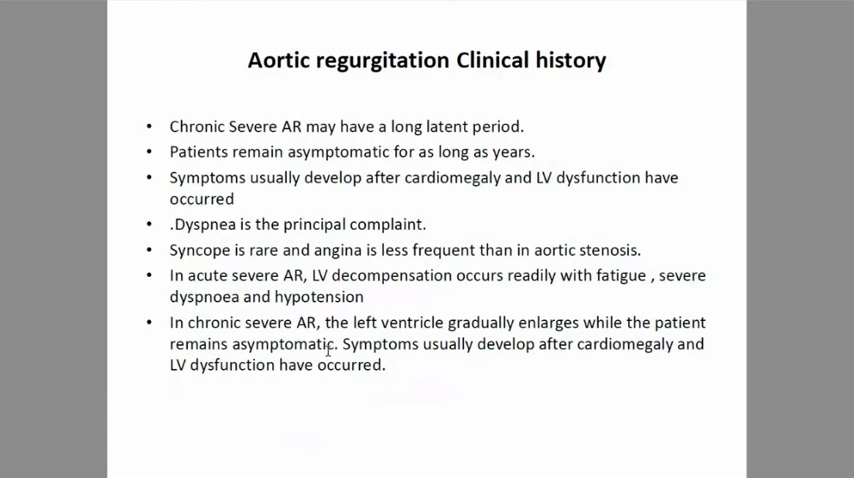 Aortic regurgitation Clinical history
• Chronic Severe AR may have a long latent period.
• Patients remain asymptomatic for as long as years.
• Symptoms usually develop after cardiomegaly and LV dysfunction have
occurred
• .Dyspnea is the principal complaint.
• Syncope is rare and angina is less frequent than in aortic stenosis.
• In acute severe AR, LV decompensation occurs readily with fatigue , severe
dyspnoea and hypotension
• In chronic severe AR, the left ventricle gradually enlarges while the patient
remains asymptomatic. Symptoms usually develop after cardiomegaly and
LV dysfunction have occurred.